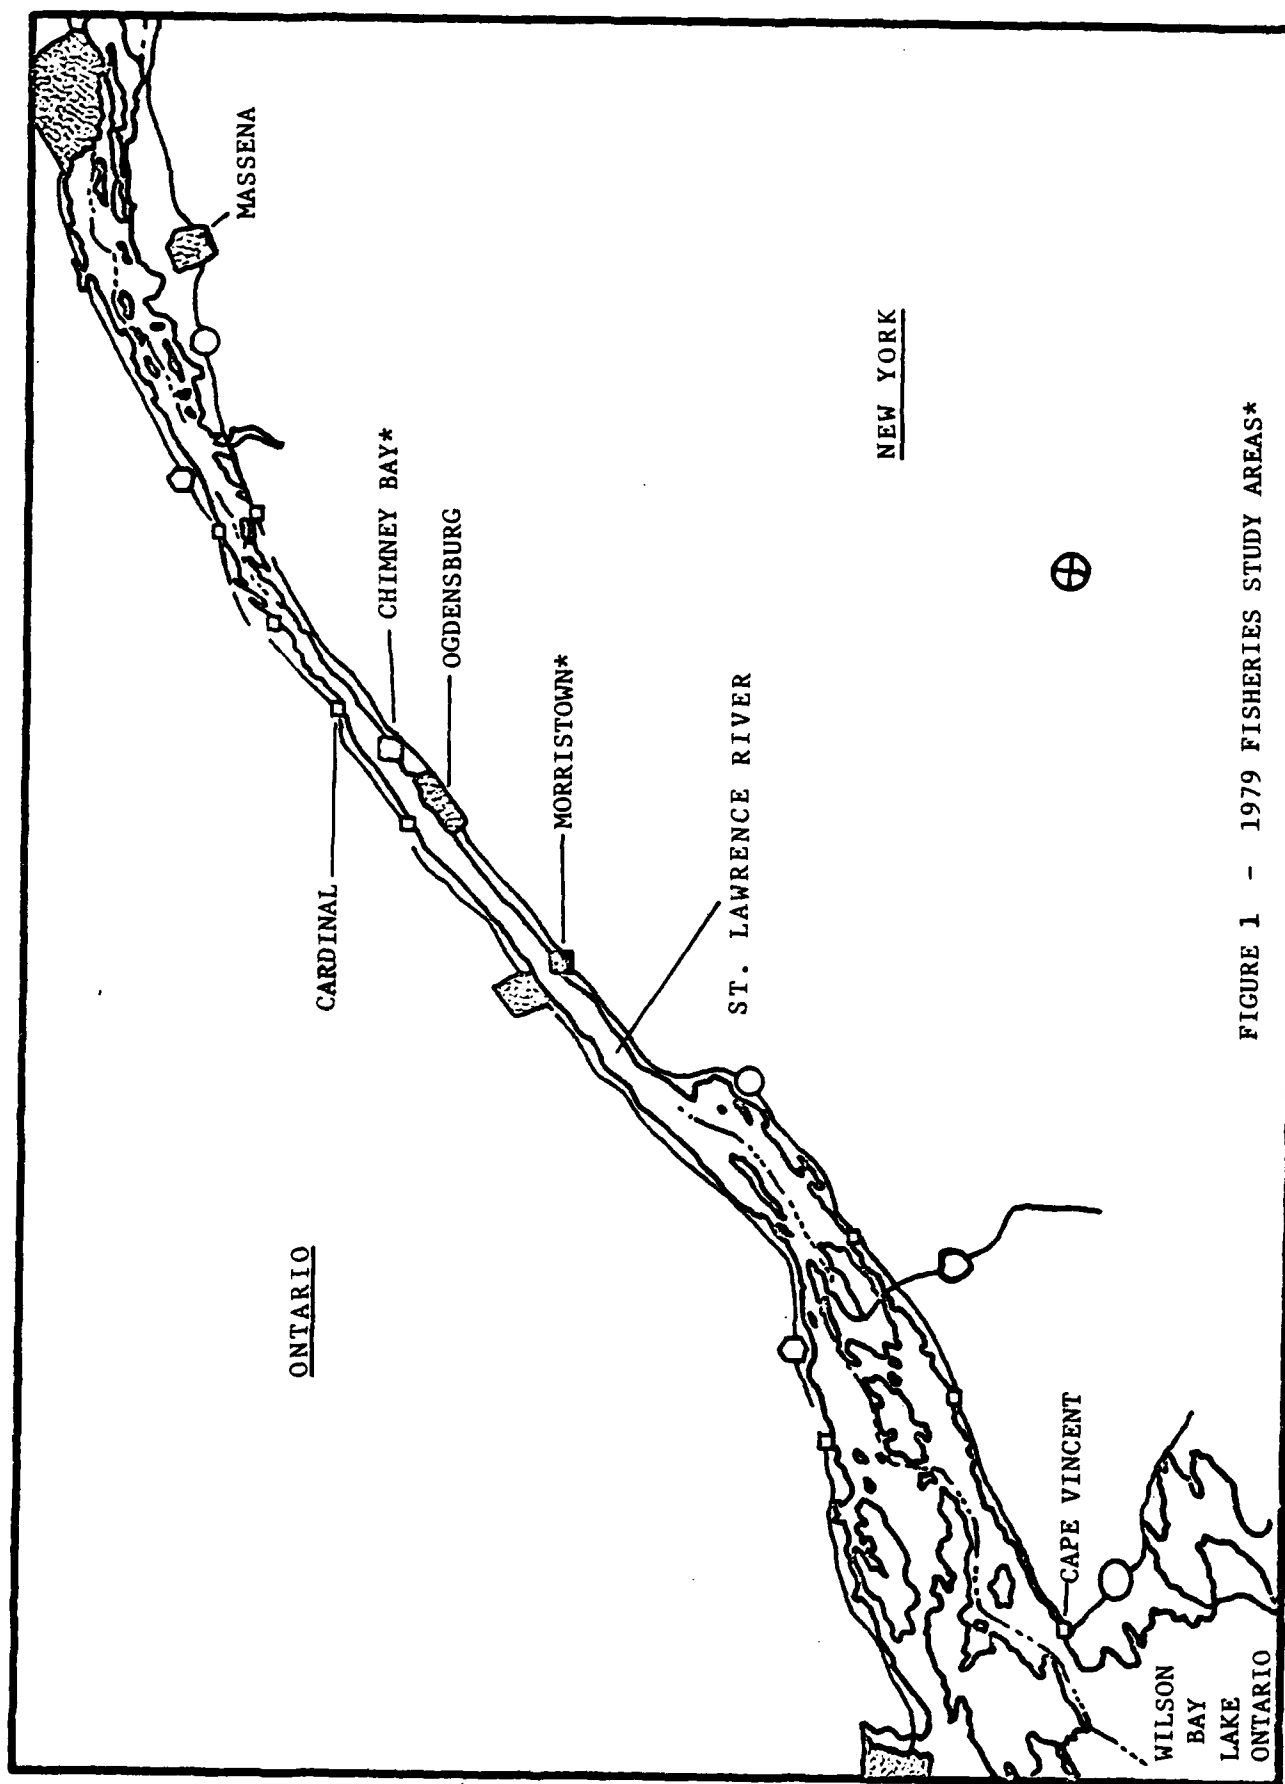 MASSENA
CHIMNEY BAY*
OGDENSBURG
CARDINAL
MORRISTOWN*
ST. LAWRENCE RIVER
ONTARIO
NEW YORK
CAPE VINCENT
WILSON
BAY
LAKE
ONTARIO
FIGURE 1 - 1979 FISHERIES STUDY AREAS*